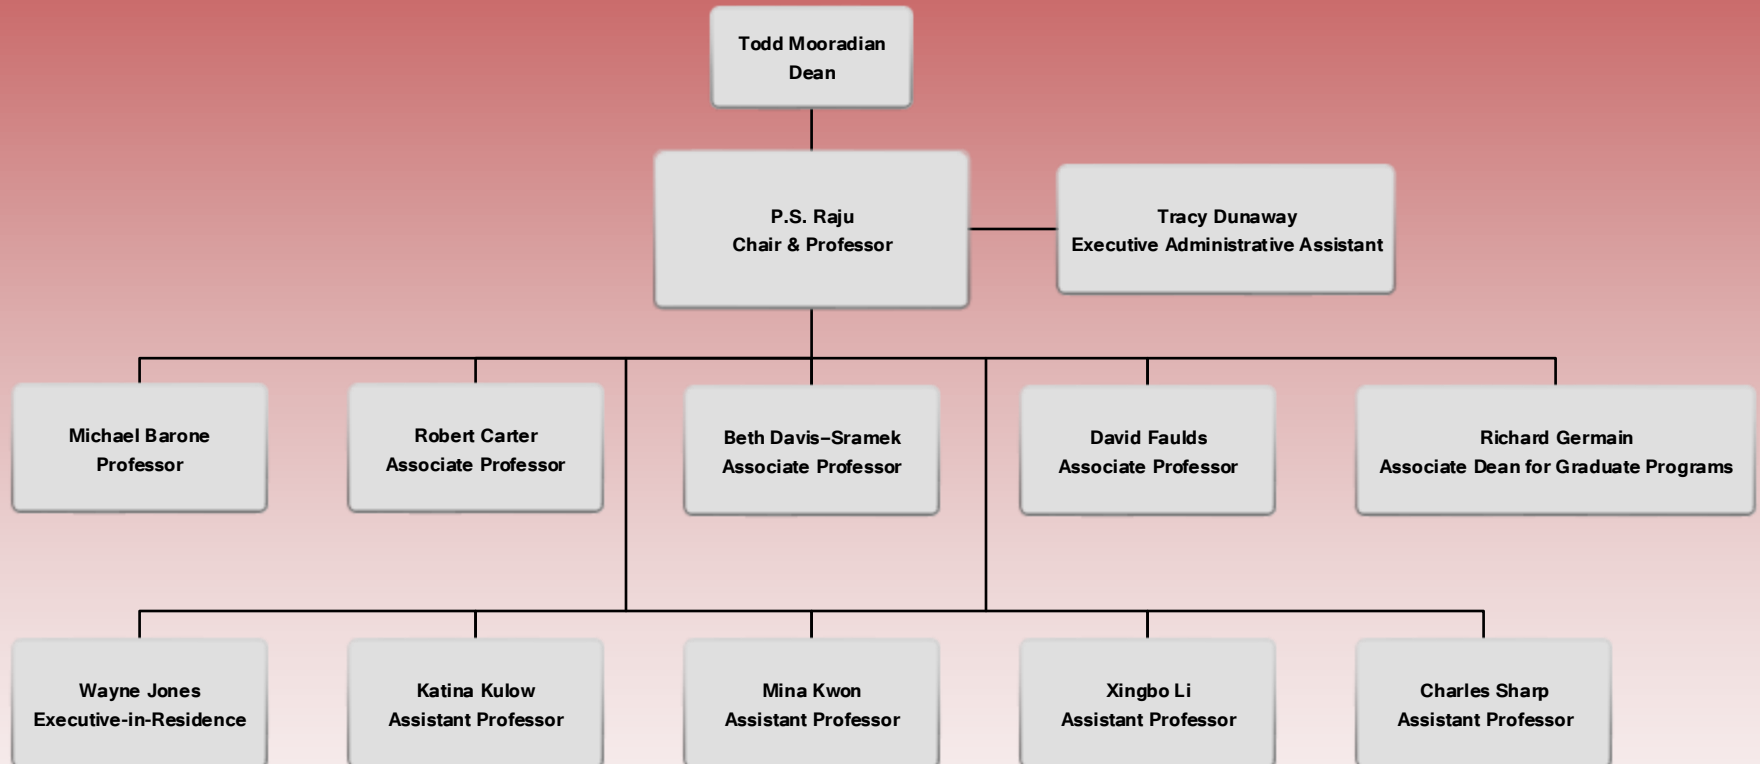 Todd Mooradian
Dean
P.S. Raju
Chair & Professor
Tracy Dunaway
Executive Administrative Assistant
Michael Barone
Professor
Robert Carter
Associate Professor
Beth Davis–Sramek
Associate Professor
David Faulds
Associate Professor
Richard Germain
Associate Dean for Graduate Programs
Wayne Jones
Executive-in-Residence
Katina Kulow
Assistant Professor
Mina Kwon
Assistant Professor
Xingbo Li
Assistant Professor
Charles Sharp
Assistant Professor